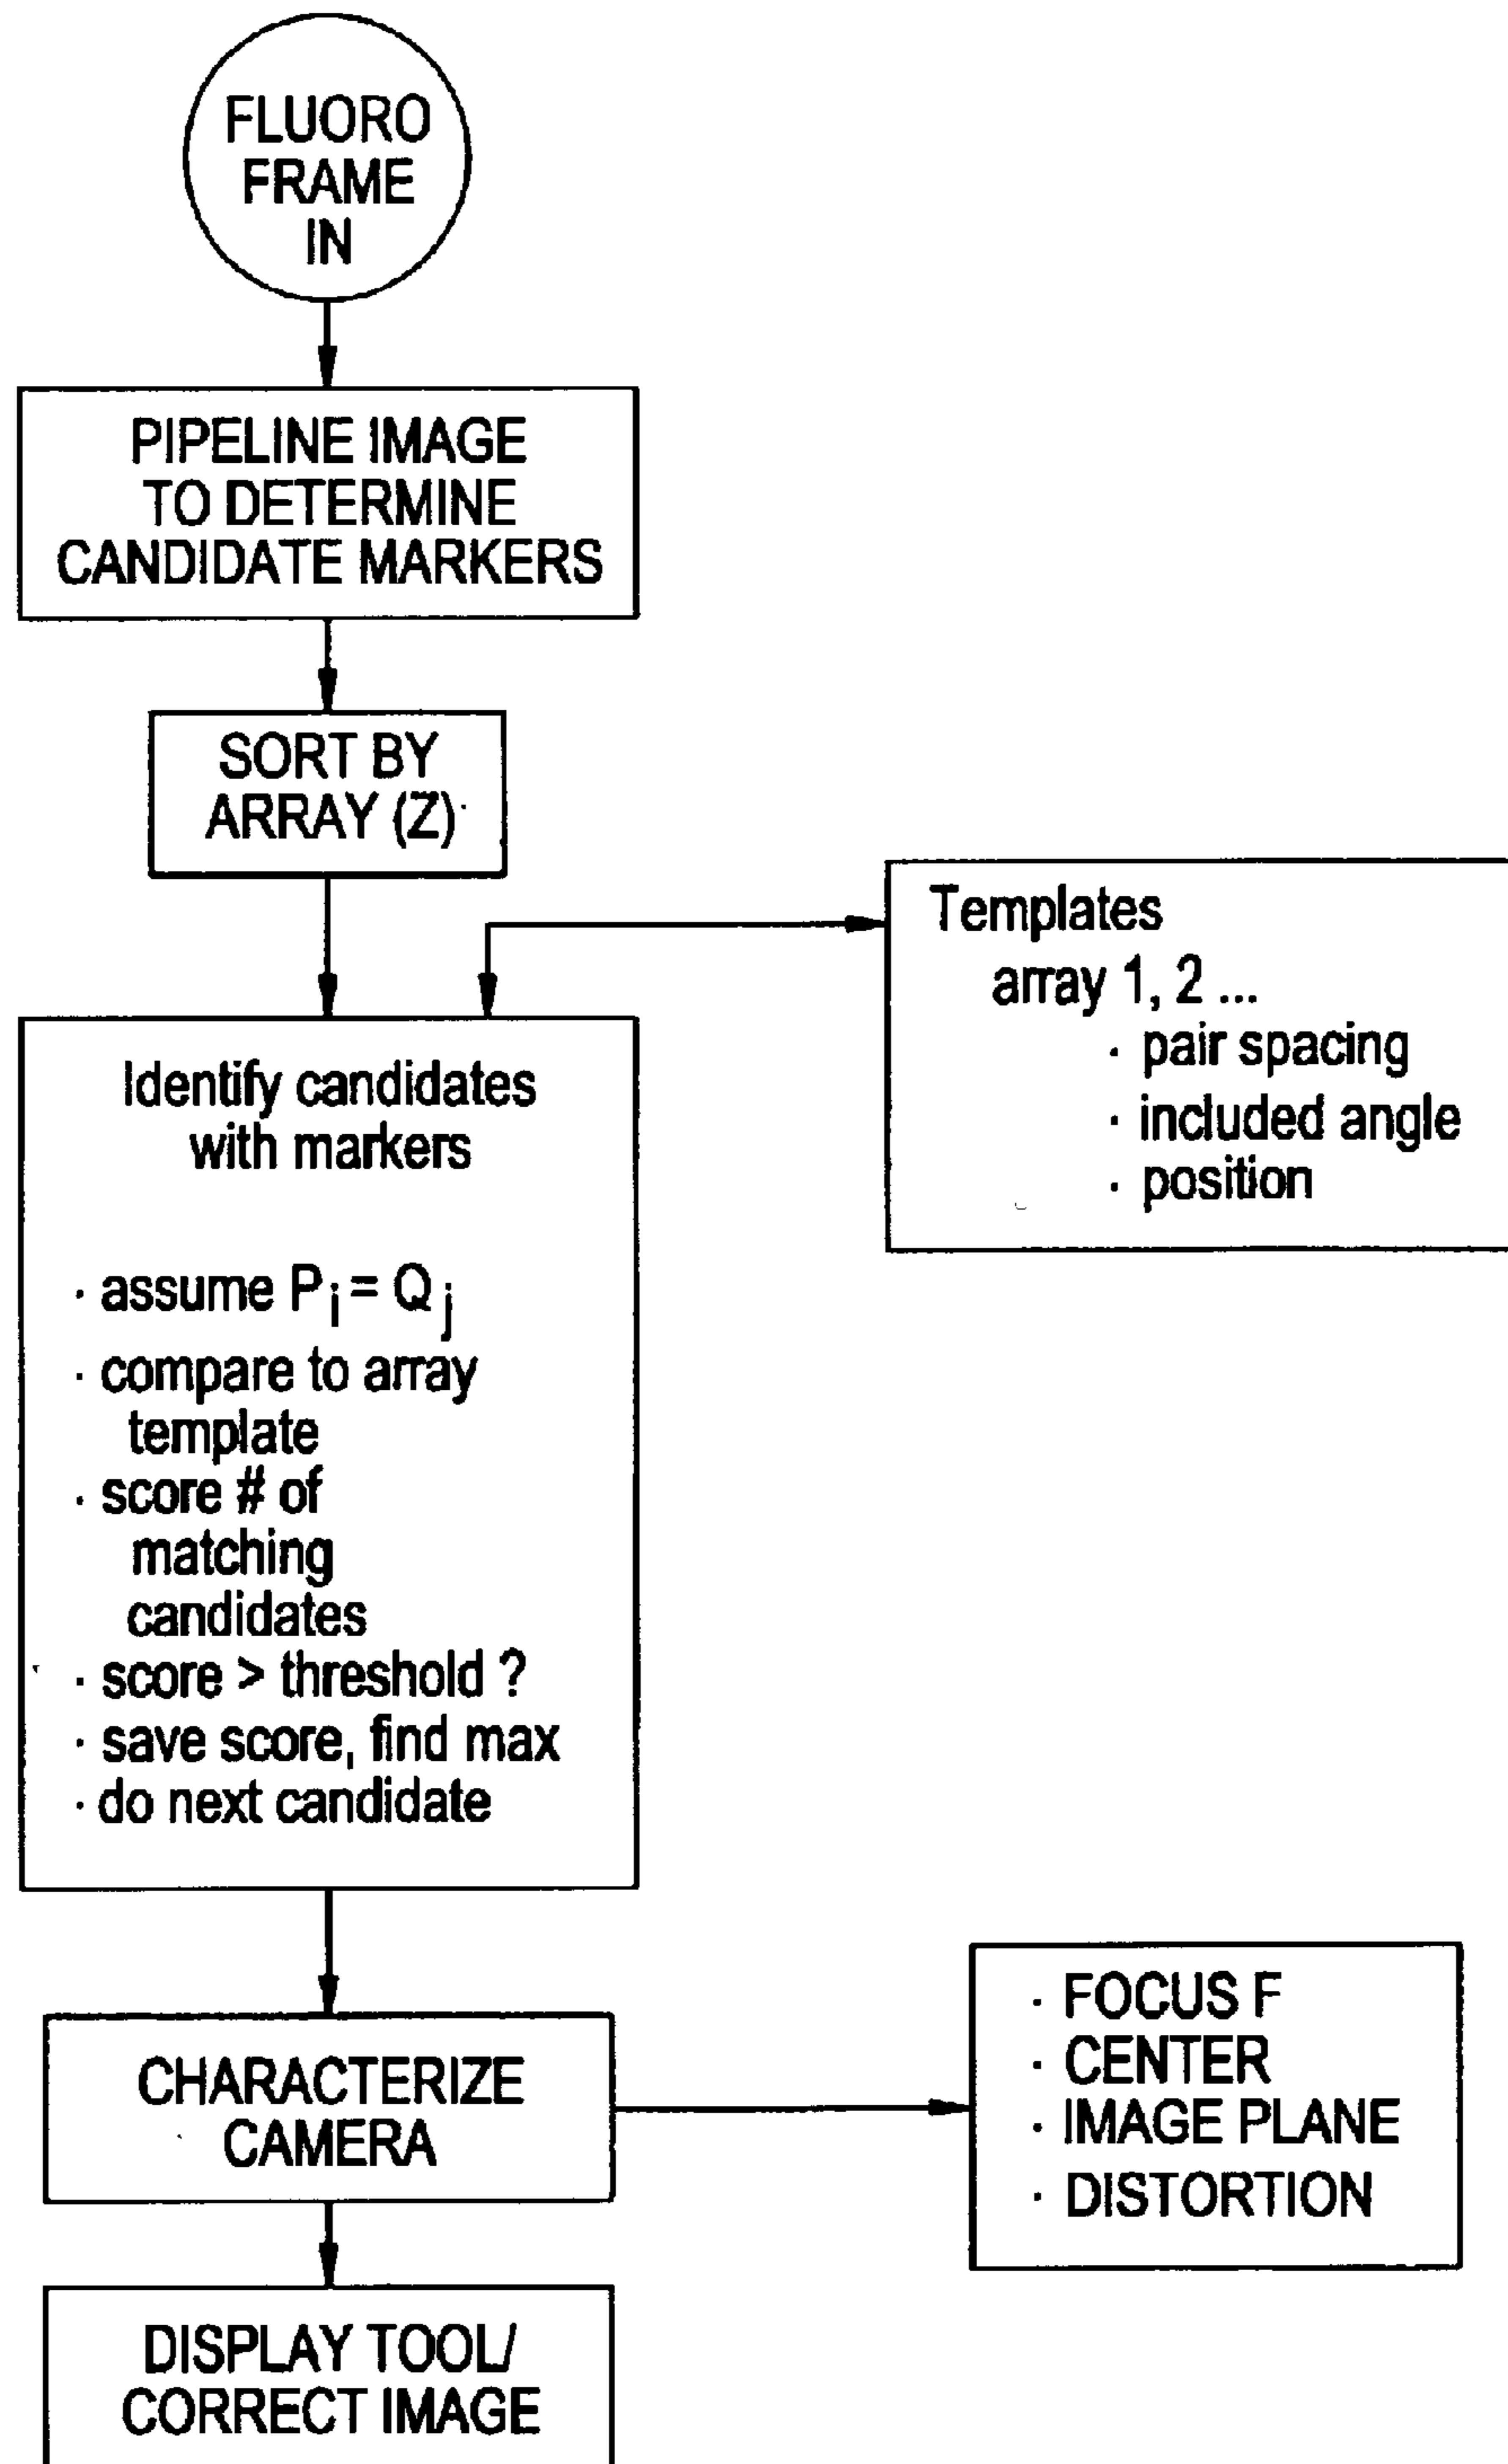 FLUORO
FRAME
IN
PIPELINE IMAGE
TO DETERMINE
CANDIDATE MARKERS
SORT BY
ARRAY (Z)
Templates
array 1, 2 ...
· pair spacing
· included angle
· position
Identify candidates
with markers
· assume P i = Q j
· compare to array
template
· score # of
matching
candidates
· score > threshold ?
· save score, find max
· do next candidate
CHARACTERIZE
CAMERA
· FOCUS F
· CENTER
· IMAGE PLANE
· DISTORTION
DISPLAY TOOL/
CORRECT IMAGE